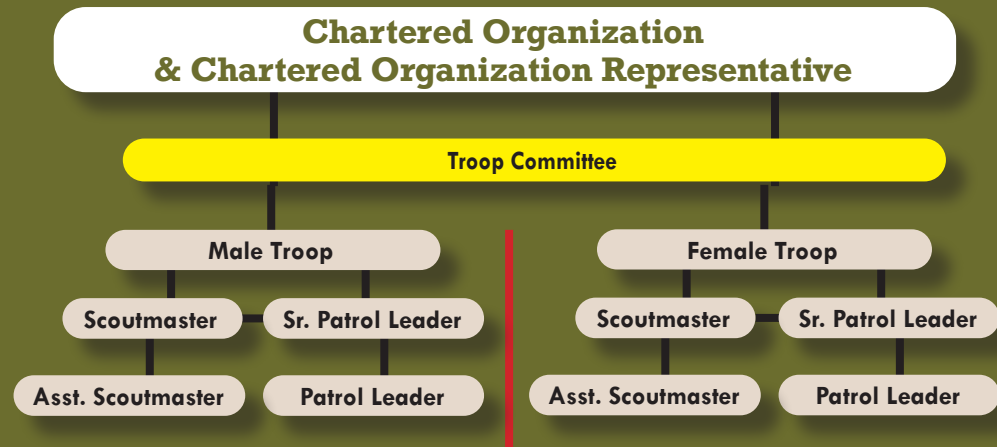 Chartered Organization
& Chartered Organization Representative
Troop Committee
Male Troop
Female Troop
Scoutmaster
Sr. Patrol Leader
Scoutmaster
Sr. Patrol Leader
Asst. Scoutmaster
Patrol Leader
Asst. Scoutmaster
Patrol Leader